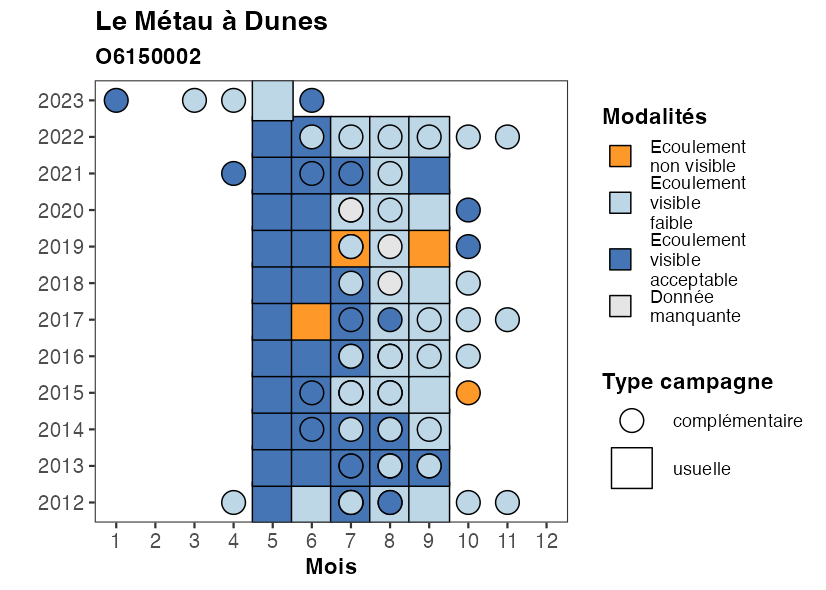 Le Métau à Dunes
O6150002
2023
2022
2021
2020
2019
2018
2017
2016
2015
2014
2013
2012
1 2 3 4 5 6 7 8 9 10 11 12
Mois
Modalités
Ecoulement
non visible
Ecoulement
visible
faible
Ecoulement
visible
acceptable
Donnée
manquante
Type campagne
complémentaire
usuelle